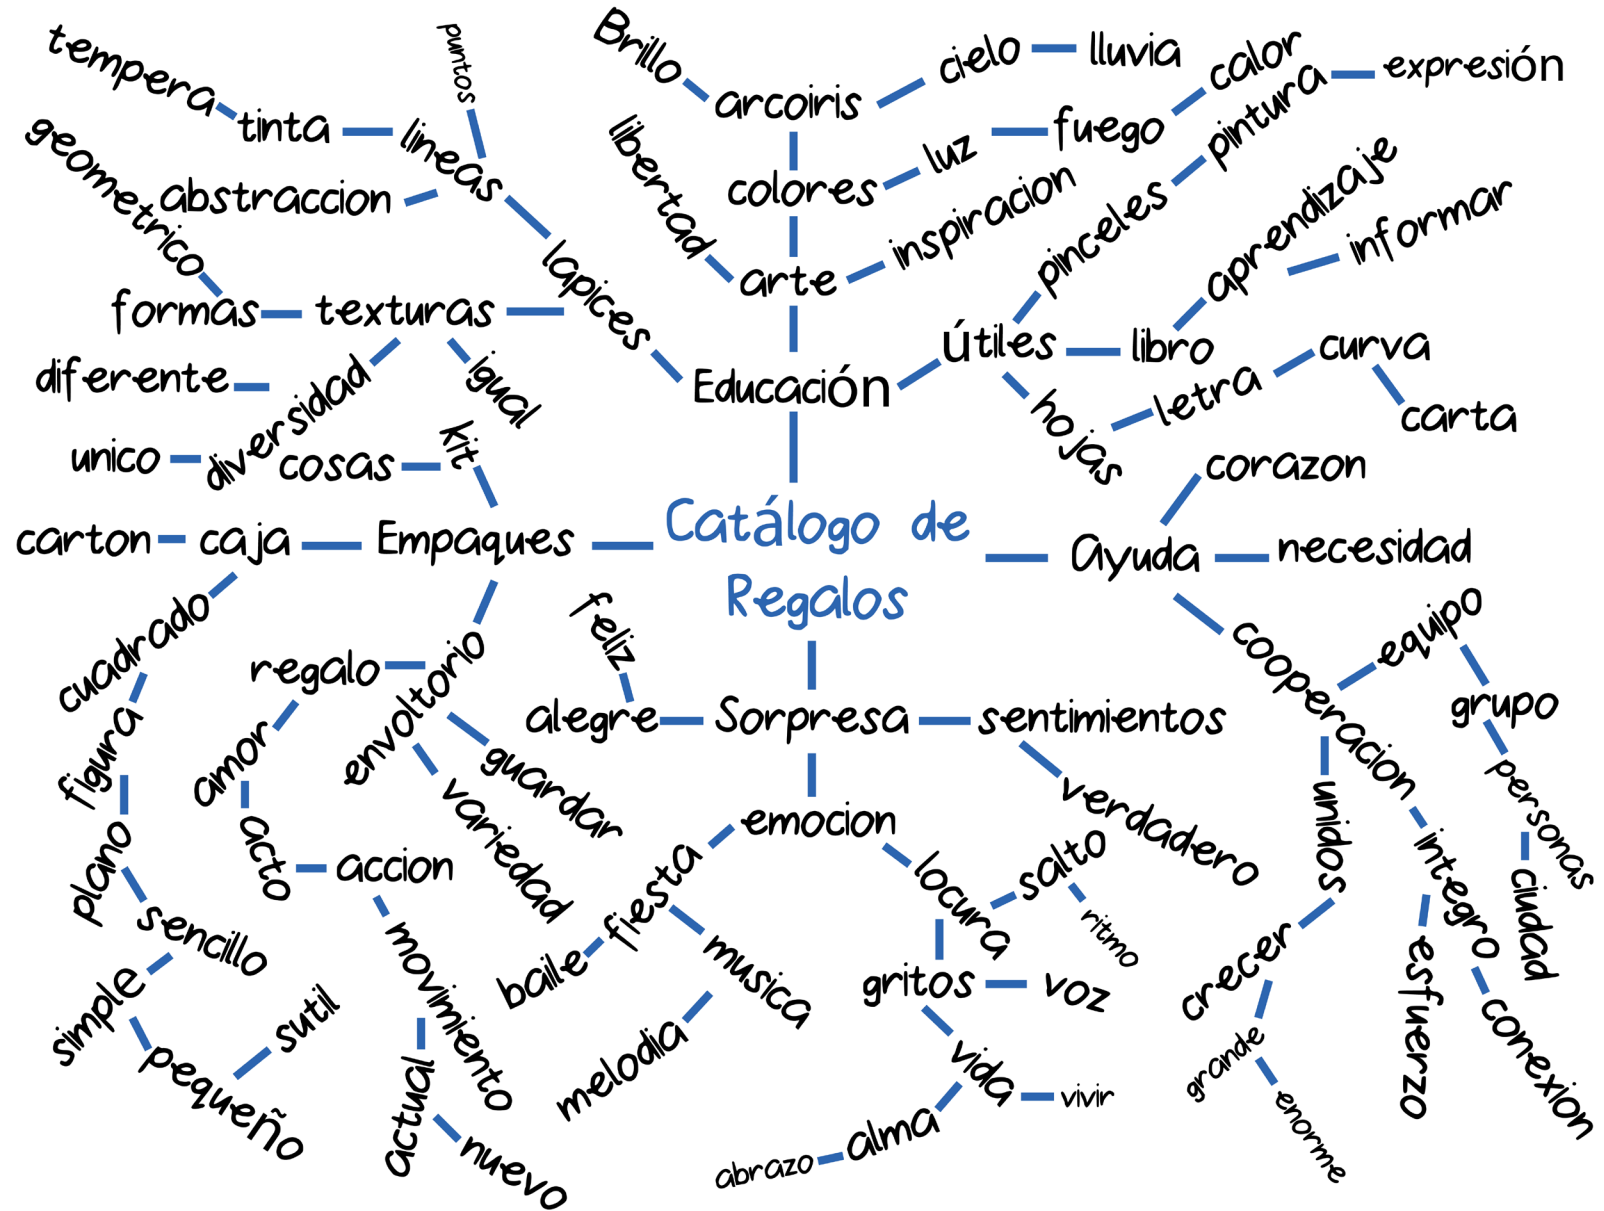 tempera
tinta
puntos
lineas
abstraccion
geometrico
formas
texturas
lapices
diferente
diversidad
igual
unico
Brillo
arcoiris
cielo
lluvia
libertad
colores
luz
fuego
calor
arte
inspiracion
Educación
útiles
pinceles
pintura
expresión
libro
aprendizaje
informar
hojas
letra
curva
carta
Catálogo de
Regalos
cosas
kit
carton
caja
Empaques
cuadrado
figura
plano
sencillo
simple
pequeño
sutil
envoltorio
regalo
amor
acto
accion
movimiento
actual
nuevo
guardar
variedad
feliz
alegre
Sorpresa
sentimientos
verdadero
emocion
fiesta
baile
musica
melodia
locura
salto
ritmo
gritos
voz
vida
vivir
alma
abrazo
Ayuda
corazon
necesidad
cooperacion
equipo
grupo
personas
ciudad
unidos
crecer
grande
enorme
integro
esfuerzo
conexion